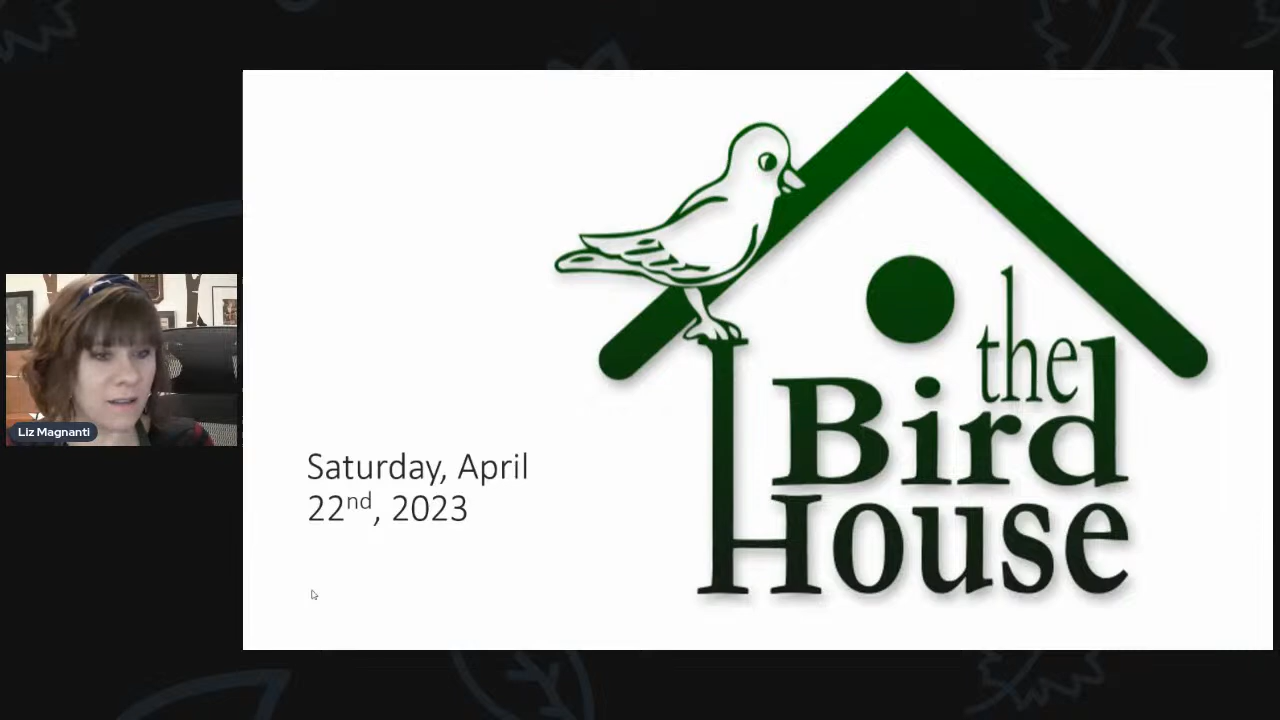 Liz Magnanti
Saturday, April
22nd, 2023
the
Bird
House